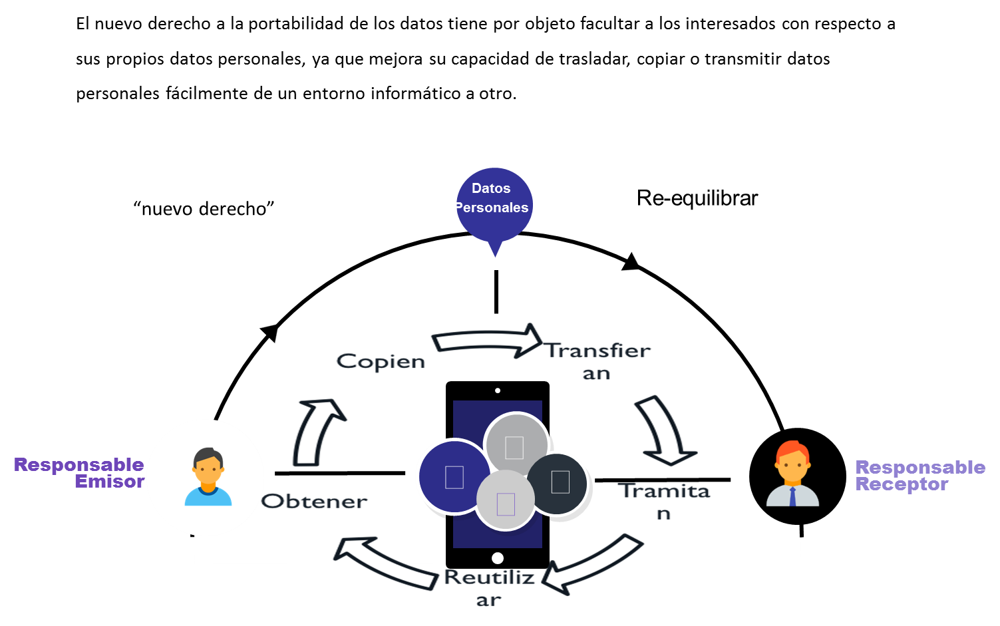 El nuevo derecho a la portabilidad de los datos tiene por objeto facultar a los interesados con respecto a
sus propios datos personales, ya que mejora su capacidad de trasladar, copiar o transmitir datos
personales fácilmente de un entorno informático a otro.
Datos
Personales
“nuevo derecho”
Re-equilibrar
Copien
Transfier
an
Responsable
Emisor
Responsable
Receptor
Obtener
Tramita
n
Reutiliz
ar